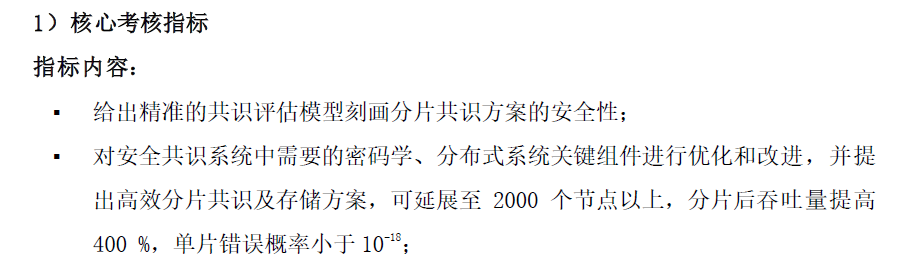 1）核心考核指标
指标内容：
▪ 给出精准的共识评估模型刻画分片共识方案的安全性；
▪ 对安全共识系统中需要的密码学、分布式系统关键组件进行优化和改进，并提
出高效分片共识及存储方案，可延展至 2000 个节点以上，分片后吞吐量提高
400 %，单片错误概率小于 10⁻¹⁸；